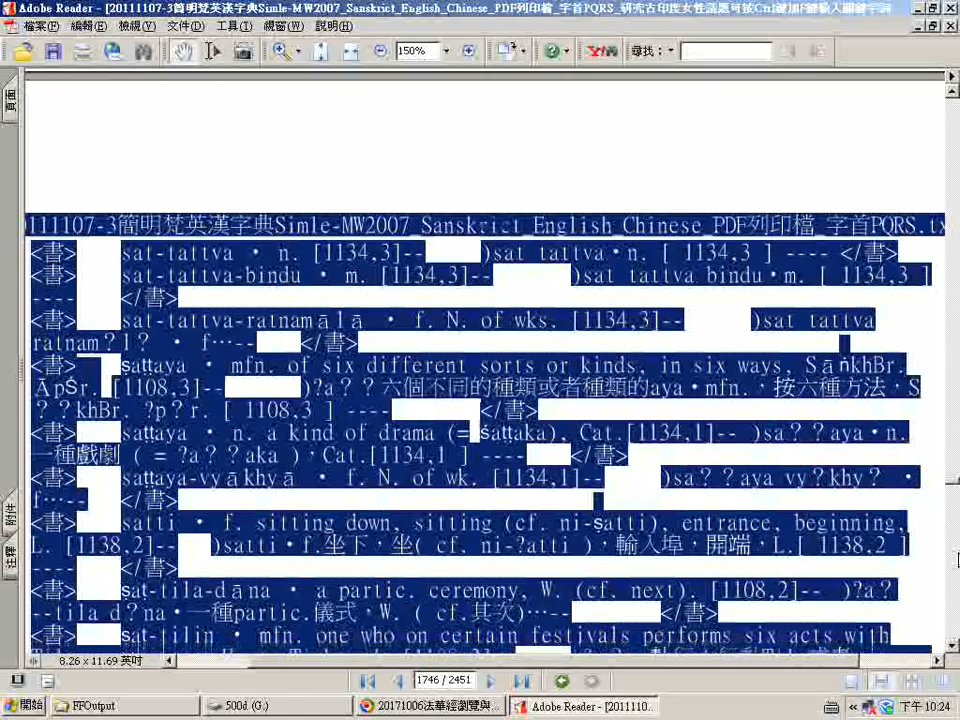 Adobe Reader - [20111107-3簡明梵英漢字典Simle-MW2007_Sanskrict_English_Chinese_PDF列印檔_字首PQRS_研究古印度女性議題可按Ctrl鍵加F鍵輸入關鍵字詞
檔案(F) 編輯(E) 檢視(V) 文件(D) 工具(T) 視窗(W) 說明(H)
150% 尋找:
頁面
111107-3簡明梵英漢字典Simle-MW2007_Sanskrict_English_Chinese_PDF列印檔_字首PQRS.tx
<書> sat-tattva ‧ n. [1134,3]-- )sat tattva‧n. [ 1134,3 ] ---- </書>
<書> sat-tattva-bindu ‧ m. [1134,3]-- )sat tattva bindu‧m. [ 1134,3 ]
---- </書>
<書> sat-tattva-ratnamālā ‧ f. N. of wks. [1134,3]-- )sat tattva
ratnam?l? ‧ f…-- </書>
<書> ṣaṭṭaya‧ mfn. of six different sorts or kinds, in six ways, SāṅkhBr.
ĀpŚr. [1108,3]-- )?a??六個不同的種類或者種類的aya‧mfn.，按六種方法，S
??khBr. ?p?r. [ 1108,3 ] ---- </書>
<書> saṭṭaya ‧ n. a kind of drama (= śaṭṭaka), Cat.[1134,1]-- )sa??aya‧n.
一種戲劇 ( = ?a??aka )，Cat.[1134,1 ] ---- </書>
<書> saṭṭaya-vyākhyā ‧ f. N. of wk. [1134,1]-- )sa??aya vy?khy? ‧
f…-- </書>
<書> satti ‧ f. sitting down, sitting (cf. ni-ṣatti), entrance, beginning,
L. [1138,2]-- )satti‧f.坐下，坐( cf. ni-?atti )，輸入埠，開端，L.[ 1138,2 ]
---- </書>
<書> ṣaṭ-tila-dāna ‧ a partic. ceremony, W. (cf. next). [1108,2]-- )?a?
--tila d?na‧一種partic.儀式，W. ( cf.其次)…-- </書>
<書> ṣaṭ-tilin ‧ mfn. one who on certain festivals performs six acts with
附件
註釋
8.26 x 11.69 英吋
1746 / 2451
開始 FFOutput 500d (G:) 20171006法華經瀏覽與... Adobe Reader - [2011110... 下午 10:24